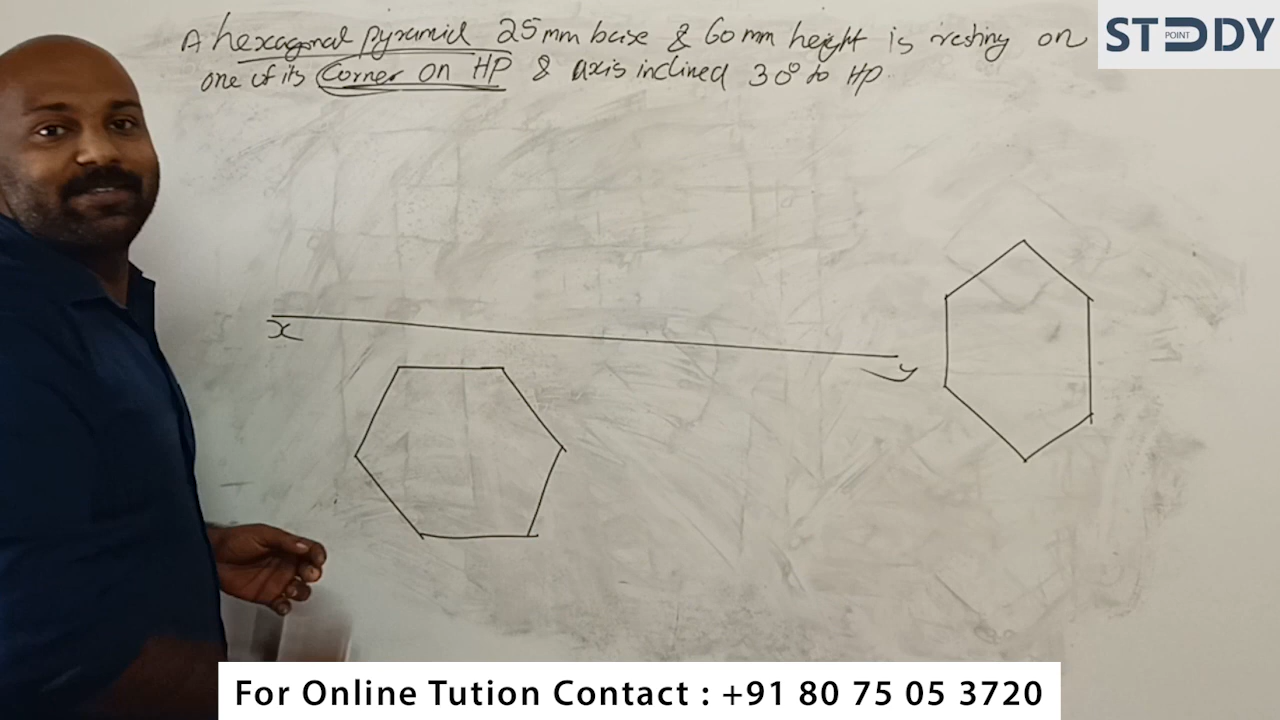 A hexagonal pyramid 25mm base & 60mm height is resting on
one of its Corner on HP & axis inclined 30° to HP.
STUDY
POINT
X
y
For Online Tution Contact : +91 80 75 05 3720